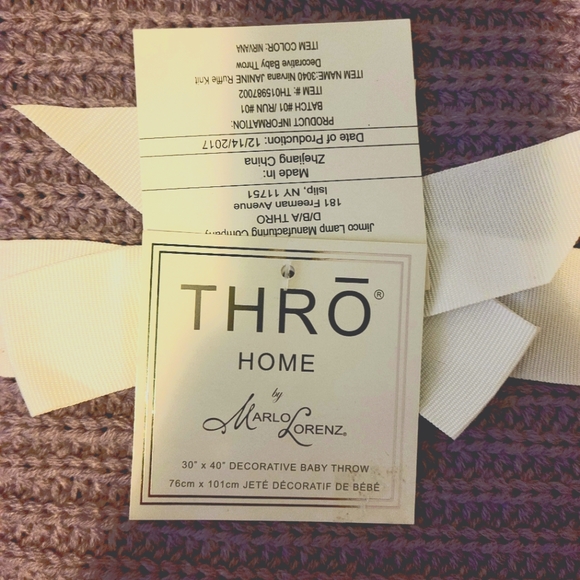 Jimco Lamp Manufacturing Company
D/B/A THRO
181 Freeman Avenue
Islip, NY 11751
Made In:
Zhejiang China
Date of Production: 12/14/2017
PRODUCT INFORMATION:
BATCH #01 /RUN #01
ITEM #: TH015987002
ITEM NAME:3040 Nirvana JANINE Ruffle Knit
Decorative Baby Throw
ITEM COLOR: NIRVANA
THRŌ®
HOME
by
MARLO LORENZ®
30" x 40" DECORATIVE BABY THROW
76cm x 101cm JETÉ DÉCORATIF DE BÉBÉ